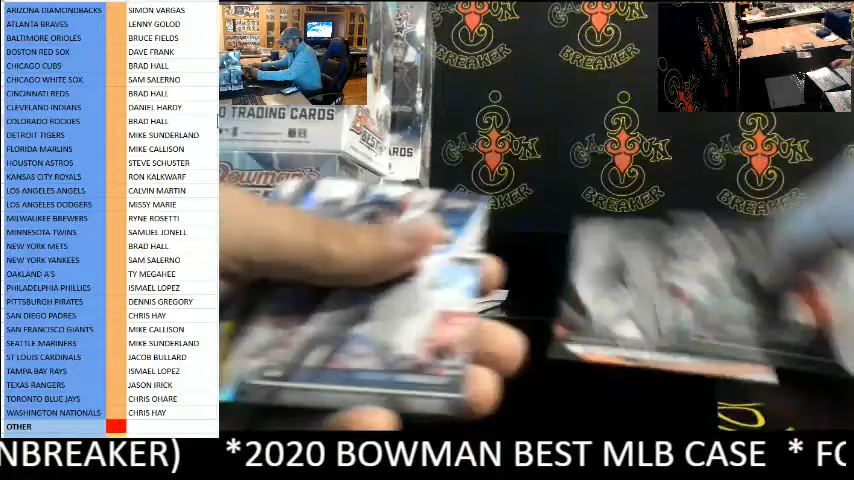 ARIZONA DIAMONDBACKS SIMON VARGAS
ATLANTA BRAVES LENNY GOLOD
BALTIMORE ORIOLES BRUCE FIELDS
BOSTON RED SOX DAVE FRANK
CHICAGO CUBS BRAD HALL
CHICAGO WHITE SOX SAM SALERNO
CINCINNATI REDS BRAD HALL
CLEVELAND INDIANS DANIEL HARDY
COLORADO ROCKIES BRAD HALL
DETROIT TIGERS MIKE SUNDERLAND
FLORIDA MARLINS MIKE CALLISON
HOUSTON ASTROS STEVE SCHUSTER
KANSAS CITY ROYALS RON KALKWARF
LOS ANGELES ANGELS CALVIN MARTIN
LOS ANGELES DODGERS MISSY MARIE
MILWAUKEE BREWERS RYNE ROSETTI
MINNESOTA TWINS SAMUEL JONELL
NEW YORK METS BRAD HALL
NEW YORK YANKEES SAM SALERNO
OAKLAND A'S TY MEGAHEE
PHILADELPHIA PHILLIES ISMAEL LOPEZ
PITTSBURGH PIRATES DENNIS GREGORY
SAN DIEGO PADRES CHRIS HAY
SAN FRANCISCO GIANTS MIKE CALLISON
SEATTLE MARINERS MIKE SUNDERLAND
ST LOUIS CARDINALS JACOB BULLARD
TAMPA BAY RAYS ISMAEL LOPEZ
TEXAS RANGERS JASON IRICK
TORONTO BLUE JAYS CHRIS OHARE
WASHINGTON NATIONALS CHRIS HAY
OTHER
TRADING CARDS
Bowman's
BEST
ARDS
BREAKER
BREAKER
BREAKER
BREAKER
BREAKER
NBREAKER) *2020 BOWMAN BEST MLB CASE * FO